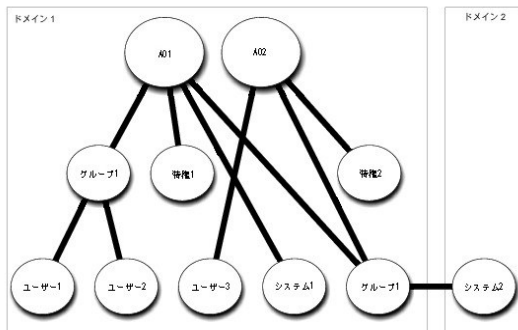 ドメイン 1
ドメイン 2
A01
A02
グループ1
特権1
特権2
ユーザー1
ユーザー2
ユーザー3
システム1
グループ1
システム2